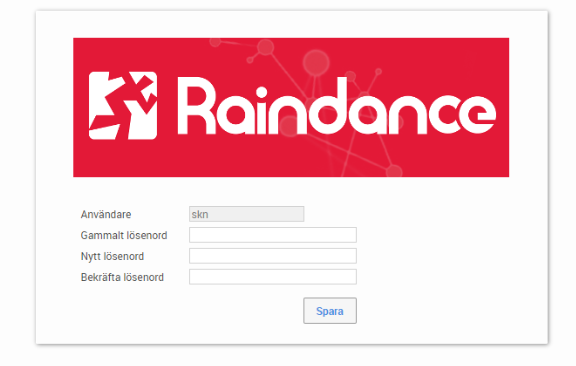 Raindance
Användare skn
Gammalt lösenord
Nytt lösenord
Bekräfta lösenord
Spara